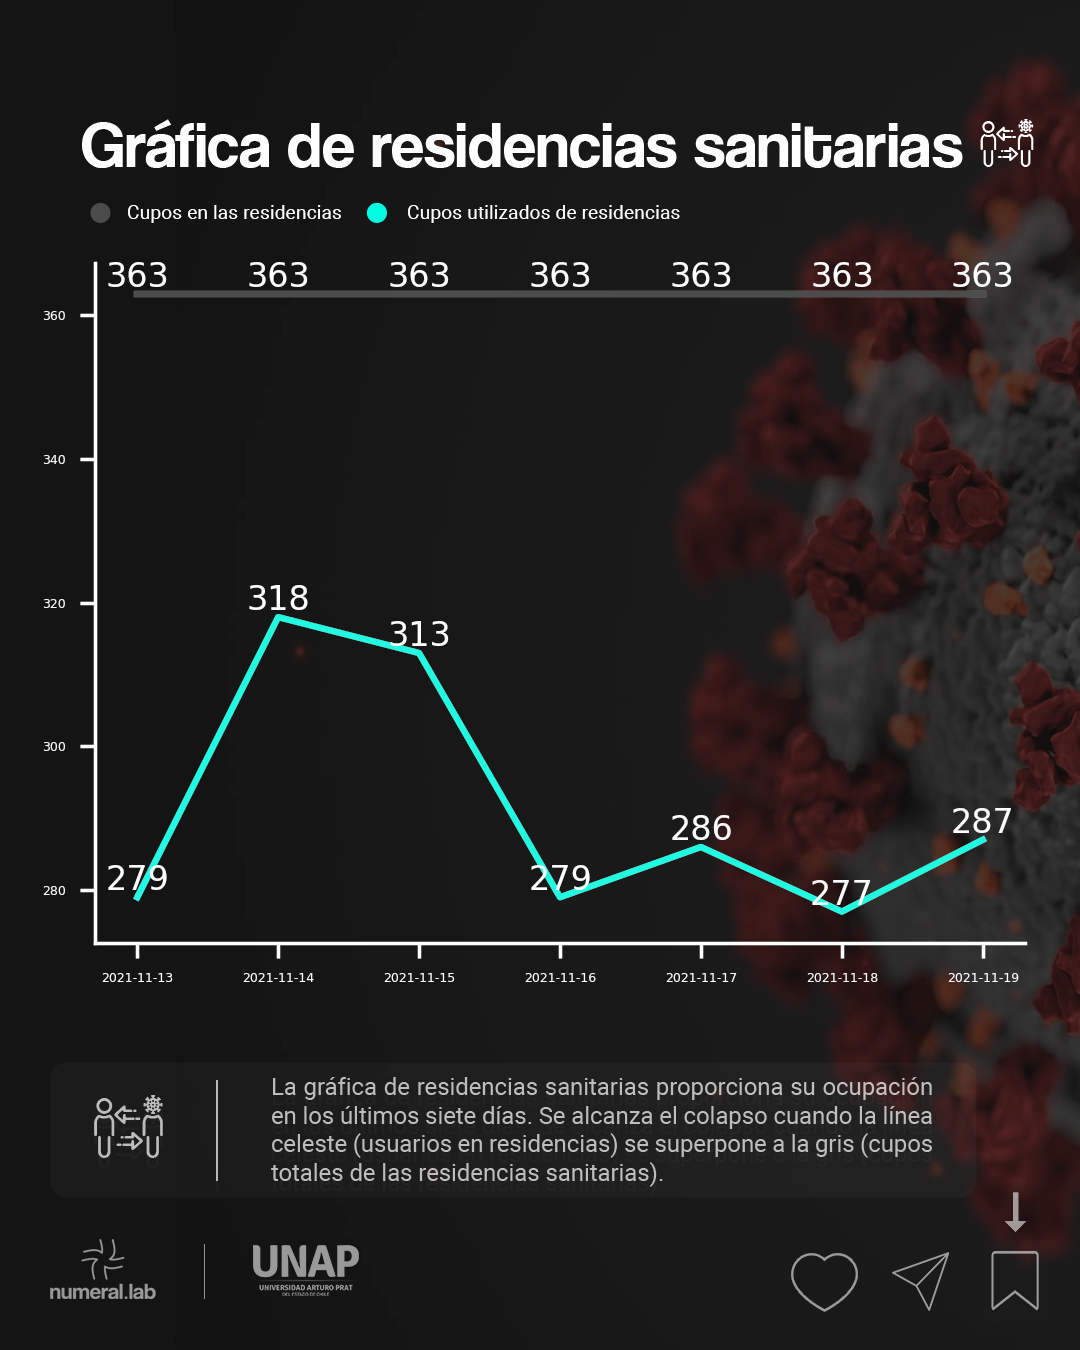 Gráfica de residencias sanitarias
Cupos en las residencias Cupos utilizados de residencias
363 363 363 363 363 363 363
360
340
320
318
313
300
286
287
279
279
277
280
2021-11-13 2021-11-14 2021-11-15 2021-11-16 2021-11-17 2021-11-18 2021-11-19
La gráfica de residencias sanitarias proporciona su ocupación
en los últimos siete días. Se alcanza el colapso cuando la línea
celeste (usuarios en residencias) se superpone a la gris (cupos
totales de las residencias sanitarias).
numeral.lab
UNAP
UNIVERSIDAD ARTURO PRAT
DEL ESTADO DE CHILE